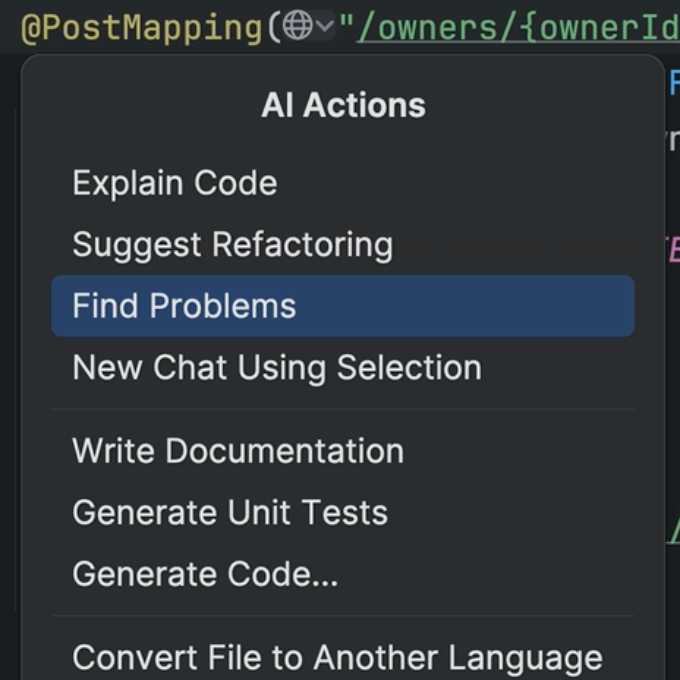 @PostMapping("/owners/{ownerId
AI Actions
Explain Code
Suggest Refactoring
Find Problems
New Chat Using Selection
Write Documentation
Generate Unit Tests
Generate Code...
Convert File to Another Language